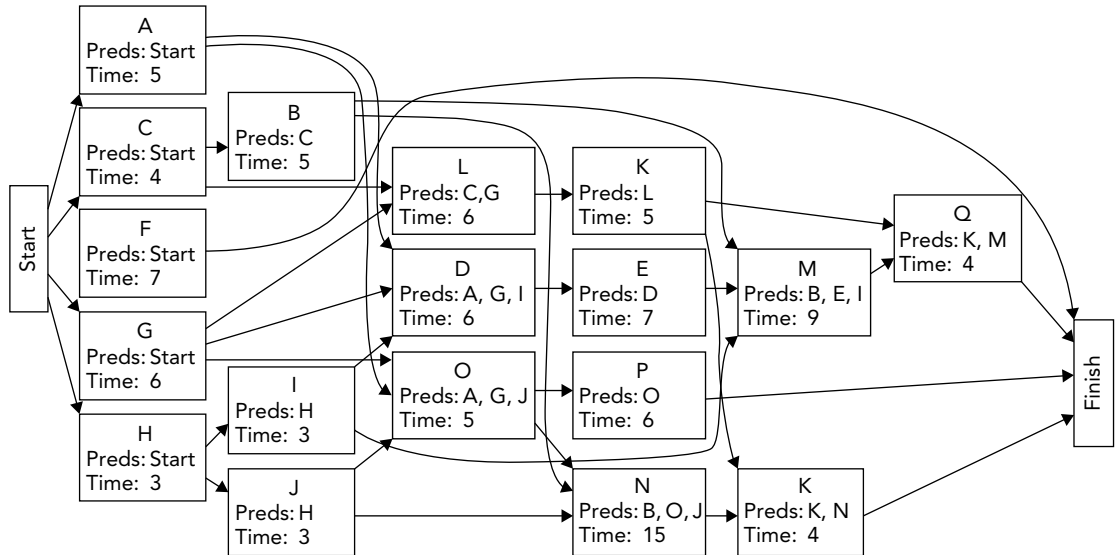 Start
A
Preds: Start
Time: 5
C
Preds: Start
Time: 4
F
Preds: Start
Time: 7
G
Preds: Start
Time: 6
H
Preds: Start
Time: 3
B
Preds: C
Time: 5
I
Preds: H
Time: 3
J
Preds: H
Time: 3
L
Preds: C,G
Time: 6
D
Preds: A, G, I
Time: 6
O
Preds: A, G, J
Time: 5
K
Preds: L
Time: 5
E
Preds: D
Time: 7
P
Preds: O
Time: 6
N
Preds: B, O, J
Time: 15
M
Preds: B, E, I
Time: 9
K
Preds: K, N
Time: 4
Q
Preds: K, M
Time: 4
Finish